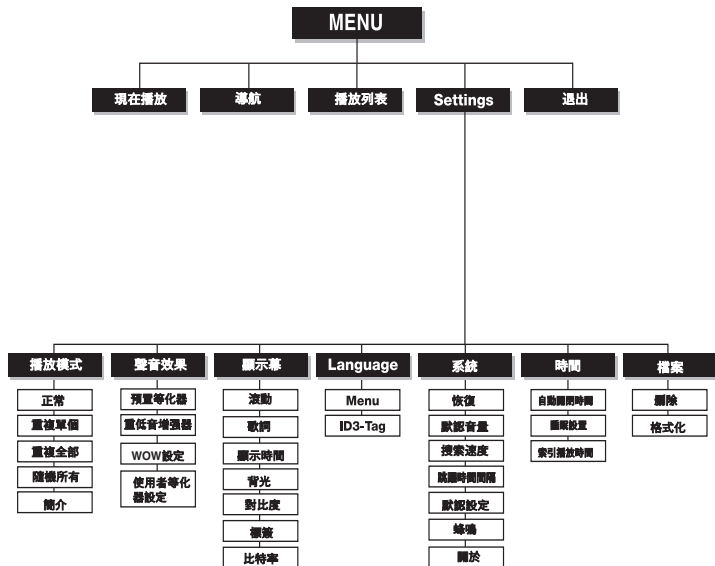 MENU
現在播放
導航
播放列表
Settings
退出
播放模式
正常
重複單個
重複全部
隨機所有
簡介
聲音效果
預置等化器
重低音增强器
WOW設定
使用者等化
器設定
顯示幕
滾動
歌詞
顯示時間
背光
對比度
標簽
比特率
Language
Menu
ID3-Tag
系統
恢復
默認音量
搜索速度
跳躍時間間隔
默認設定
蜂鳴
關於
時間
自動關閉時間
睡眠設置
索引播放時間
檔案
刪除
格式化